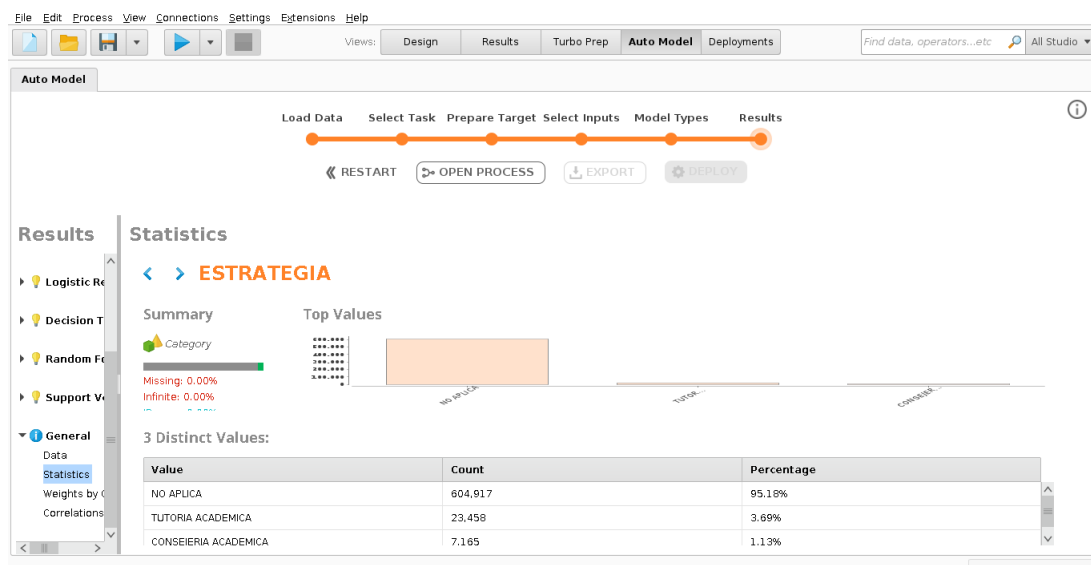 File Edit Process View Connections Settings Extensions Help
Views: Design Results Turbo Prep Auto Model Deployments Find data, operators...etc All Studio
Auto Model
Load Data Select Task Prepare Target Select Inputs Model Types Results
RESTART OPEN PROCESS EXPORT DEPLOY
Results
Logistic Re
Decision T
Random Fo
Support Ve
General
Data
Statistics
Weights by C
Correlations
Statistics
ESTRATEGIA
Summary
Category
Missing: 0.00%
Infinite: 0.00%
Top Values
NO APLICA
TUTOR...
3 Distinct Values:
Value Count Percentage
NO APLICA 604,917 95.18%
TUTORIA ACADEMICA 23,458 3.69%
CONSEJERIA ACADEMICA 7,165 1.13%